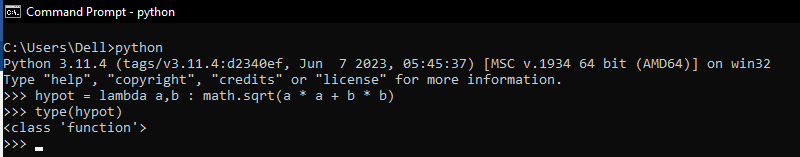 Command Prompt - python
C:\Users\Dell>python
Python 3.11.4 (tags/v3.11.4:d2340ef, Jun  7 2023, 05:45:37) [MSC v.1934 64 bit (AMD64)] on win32
Type "help", "copyright", "credits" or "license" for more information.
>>> hypot = lambda a,b : math.sqrt(a * a + b * b)
>>> type(hypot)
<class 'function'>
>>>